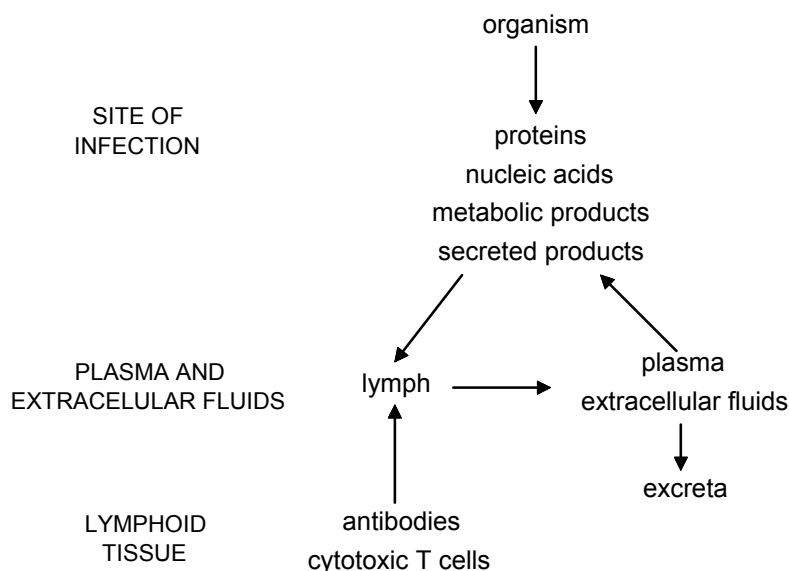 organism
SITE OF
INFECTION
proteins
nucleic acids
metabolic products
secreted products
PLASMA AND
EXTRACELULAR FLUIDS
lymph
plasma
extracellular fluids
excreta
LYMPHOID
TISSUE
antibodies
cytotoxic T cells